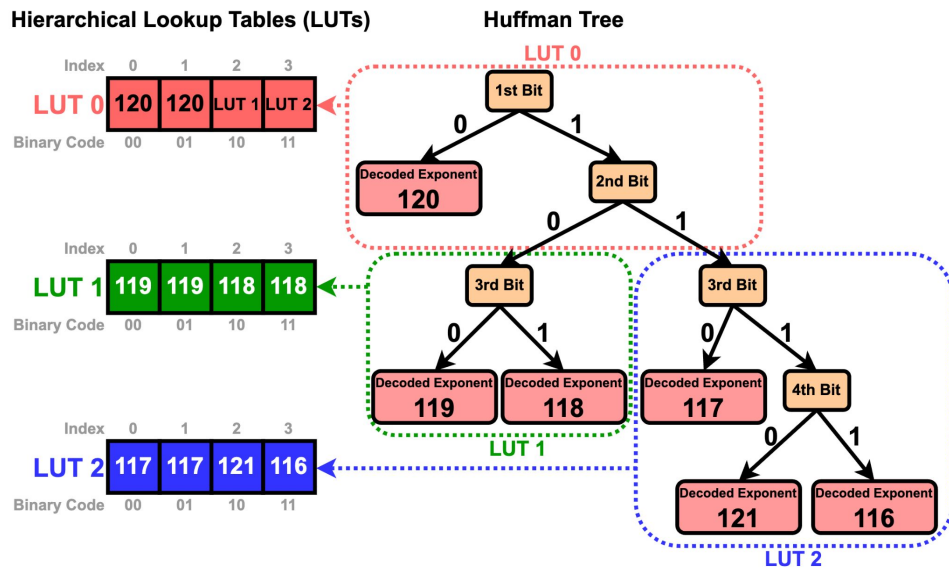 Hierarchical Lookup Tables (LUTs)
Huffman Tree
LUT 0
Index 0 1 2 3
LUT 0 120 120 LUT 1 LUT 2
Binary Code 00 01 10 11
1st Bit
0 1
Decoded Exponent
120
2nd Bit
0 1
Index 0 1 2 3
LUT 1 119 119 118 118
Binary Code 00 01 10 11
3rd Bit
0 1
Decoded Exponent
119
Decoded Exponent
118
LUT 1
3rd Bit
0 1
Decoded Exponent
117
4th Bit
0 1
Index 0 1 2 3
LUT 2 117 117 121 116
Binary Code 00 01 10 11
Decoded Exponent
121
Decoded Exponent
116
LUT 2